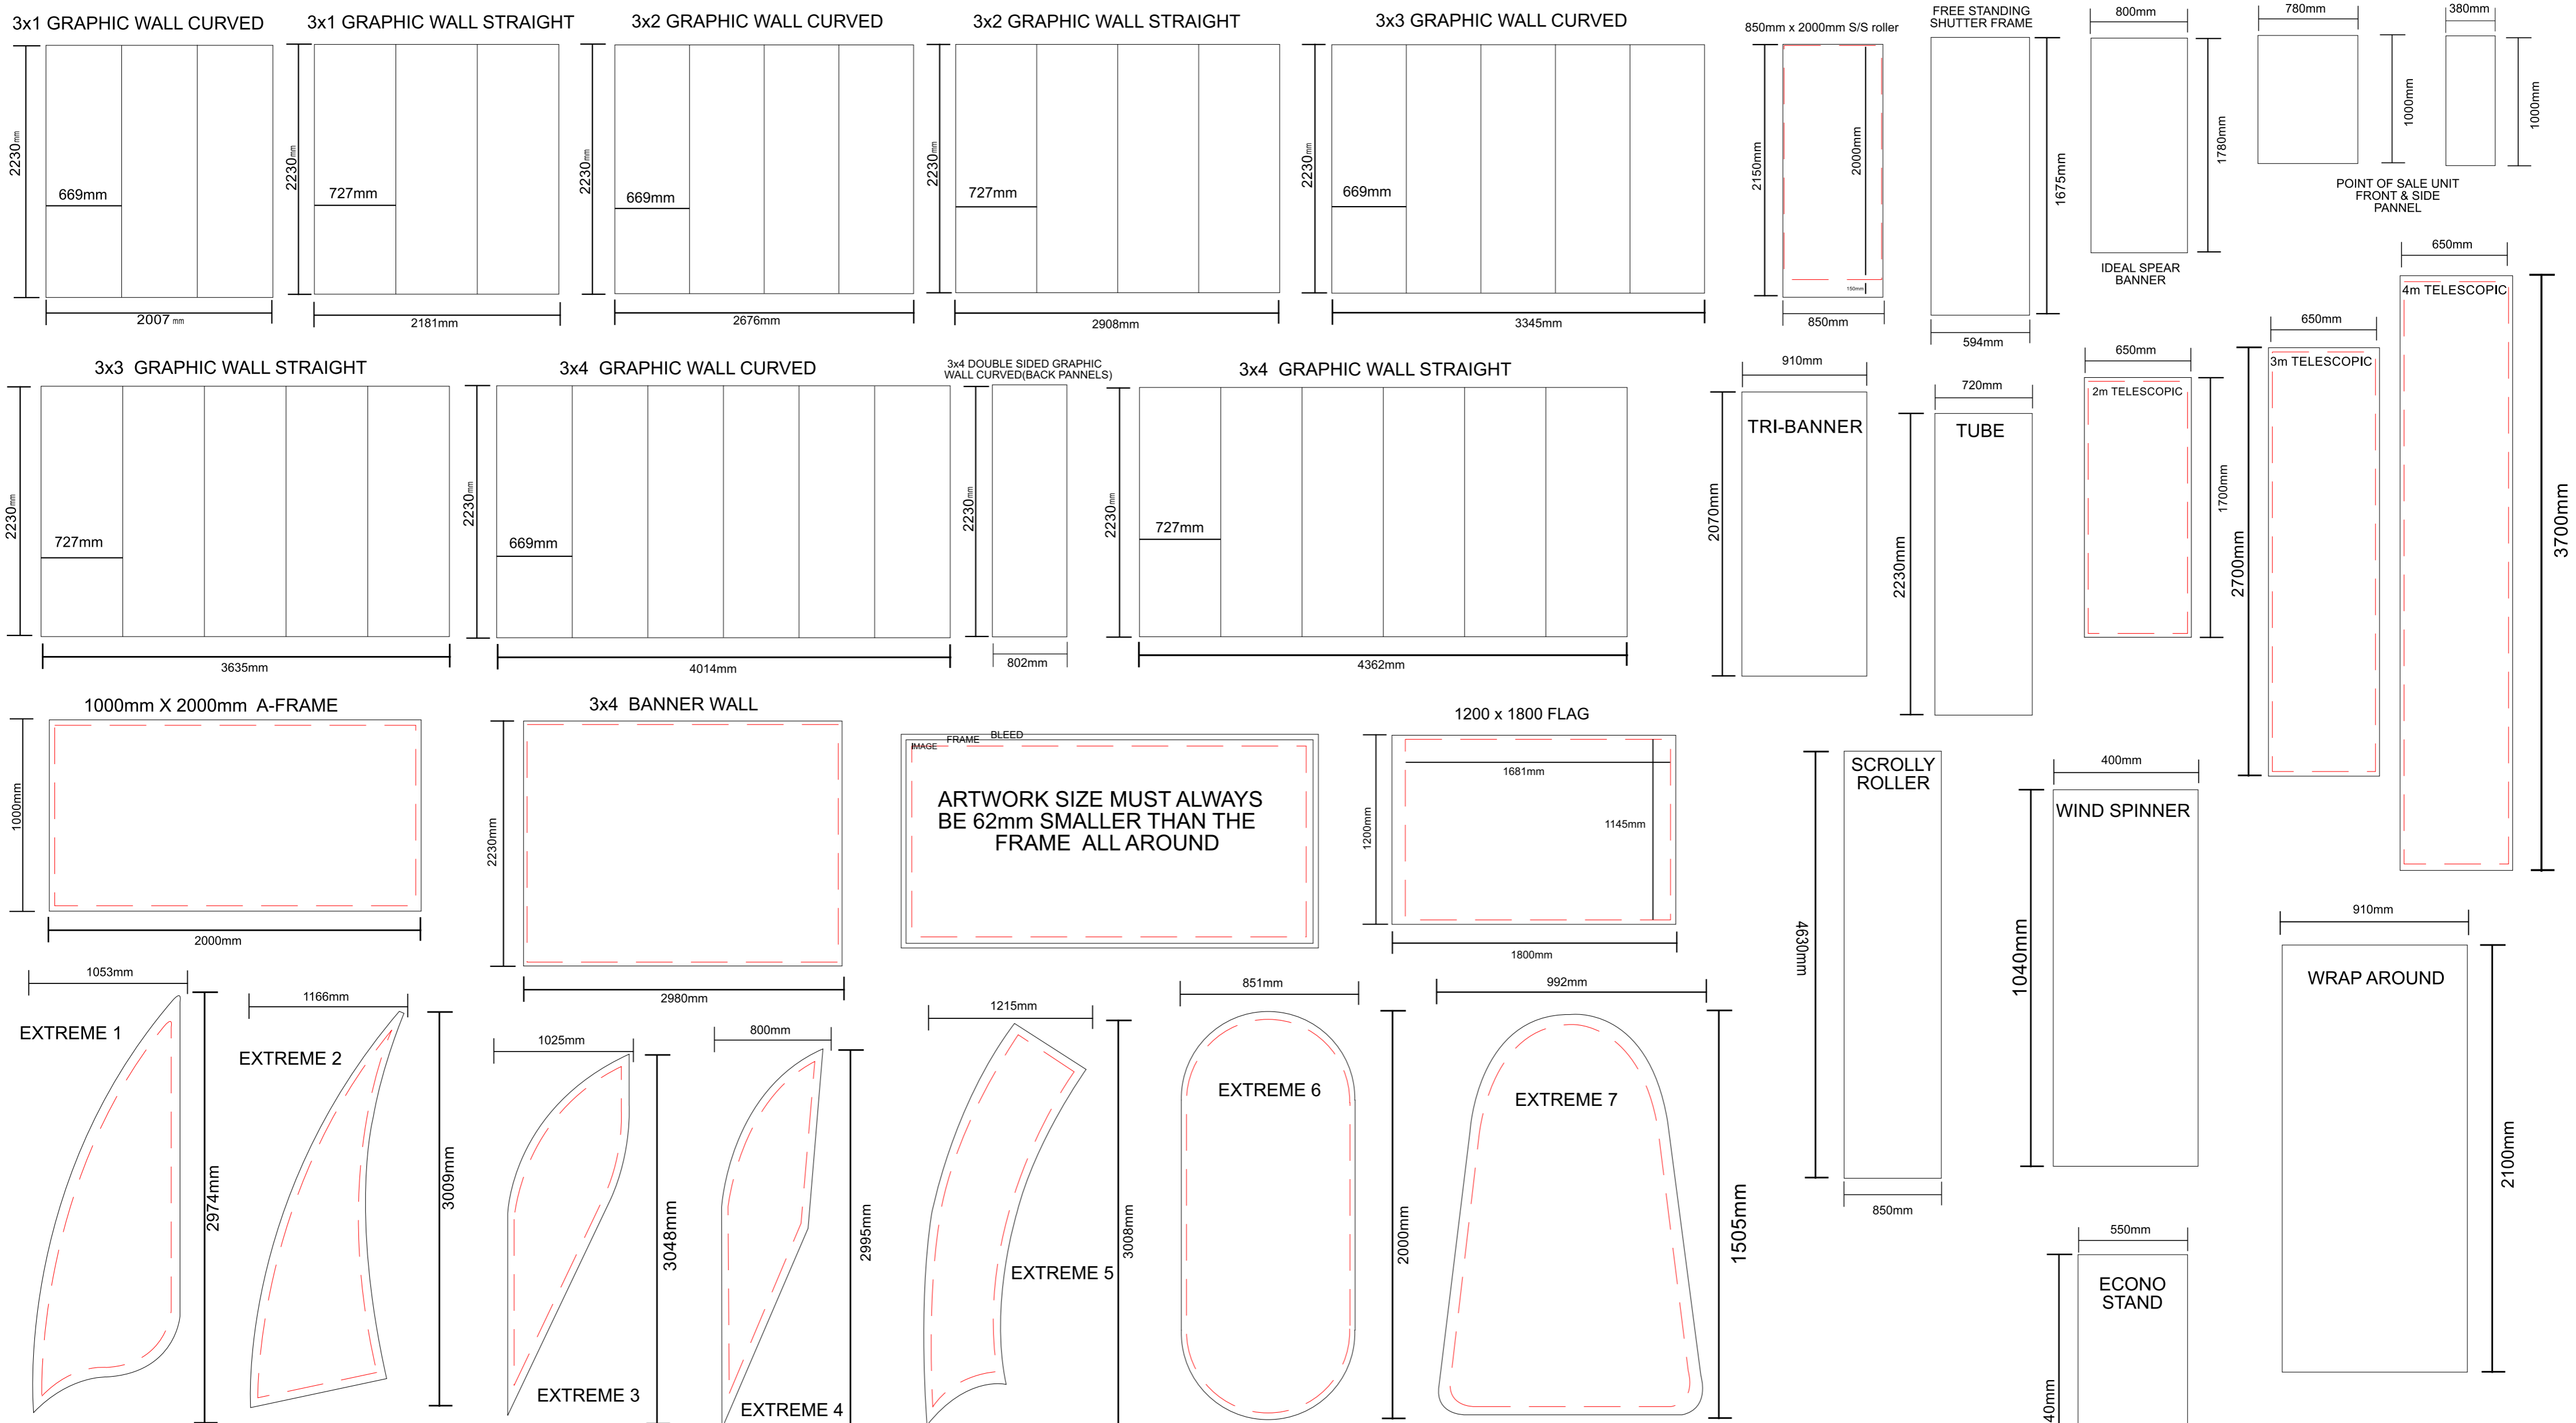 3x1 GRAPHIC WALL CURVED
2230mm
669mm
2007 mm
3x1 GRAPHIC WALL STRAIGHT
2230mm
727mm
2181mm
3x2 GRAPHIC WALL CURVED
2230mm
669mm
2676mm
3x2 GRAPHIC WALL STRAIGHT
2230mm
727mm
2908mm
3x3 GRAPHIC WALL CURVED
2230mm
669mm
3345mm
850mm x 2000mm S/S roller
2150mm
2000mm
150mm
850mm
FREE STANDING
SHUTTER FRAME
1675mm
594mm
800mm
1780mm
IDEAL SPEAR
BANNER
780mm
1000mm
380mm
1000mm
POINT OF SALE UNIT
FRONT & SIDE
PANNEL
3x3 GRAPHIC WALL STRAIGHT
2230mm
727mm
3635mm
3x4 GRAPHIC WALL CURVED
2230mm
669mm
4014mm
3x4 DOUBLE SIDED GRAPHIC
WALL CURVED(BACK PANNELS)
2230mm
802mm
3x4 GRAPHIC WALL STRAIGHT
2230mm
727mm
4362mm
910mm
TRI-BANNER
2070mm
720mm
TUBE
2230mm
650mm
2m TELESCOPIC
1700mm
650mm
3m TELESCOPIC
2700mm
650mm
4m TELESCOPIC
3700mm
1000mm X 2000mm A-FRAME
1000mm
2000mm
3x4 BANNER WALL
2230mm
2980mm
IMAGE
FRAME
BLEED
ARTWORK SIZE MUST ALWAYS
BE 62mm SMALLER THAN THE
FRAME ALL AROUND
1200 x 1800 FLAG
1681mm
1200mm
1145mm
1800mm
SCROLLY
ROLLER
4630mm
850mm
400mm
WIND SPINNER
1040mm
910mm
WRAP AROUND
2100mm
1053mm
EXTREME 1
2974mm
1166mm
EXTREME 2
3009mm
1025mm
EXTREME 3
3048mm
800mm
EXTREME 4
2995mm
1215mm
EXTREME 5
3008mm
851mm
EXTREME 6
2000mm
992mm
EXTREME 7
1505mm
550mm
ECONO
STAND
40mm